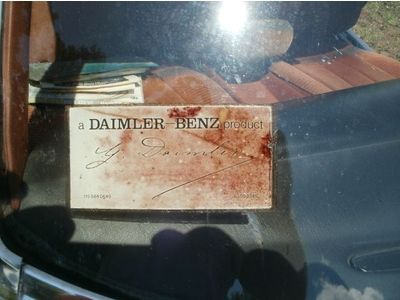 a DAIMLER-BENZ product
G. Daimler